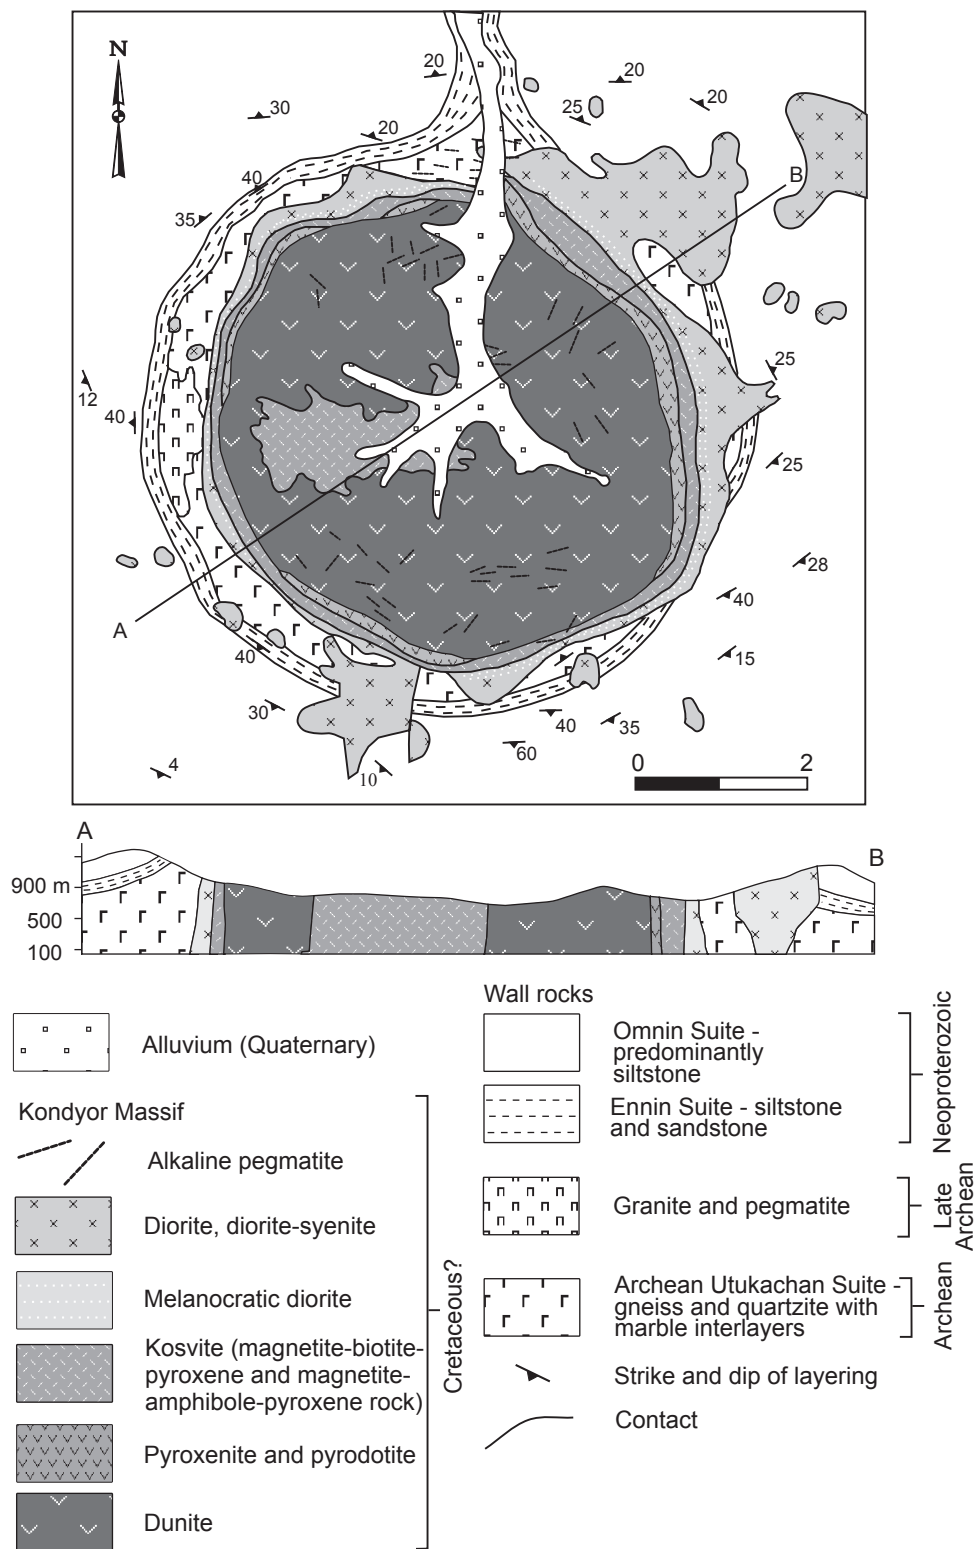 N
20
20
30
25
20
20
40
35
B
25
12
40
25
28
A
40
40
15
30
40
35
60
4
10
0 2
A
B
900 m
500
100
Wall rocks
Alluvium (Quaternary)
Omnin Suite -
predominantly
siltstone
Ennin Suite - siltstone
and sandstone
Neoproterozoic
Kondyor Massif
Alkaline pegmatite
Diorite, diorite-syenite
Granite and pegmatite
Late
Archean
Melanocratic diorite
Archean Utukachan Suite -
gneiss and quartzite with
marble interlayers
Archean
Kosvite (magnetite-biotite-
pyroxene and magnetite-
amphibole-pyroxene rock)
Cretaceous?
Strike and dip of layering
Contact
Pyroxenite and pyrodotite
Dunite